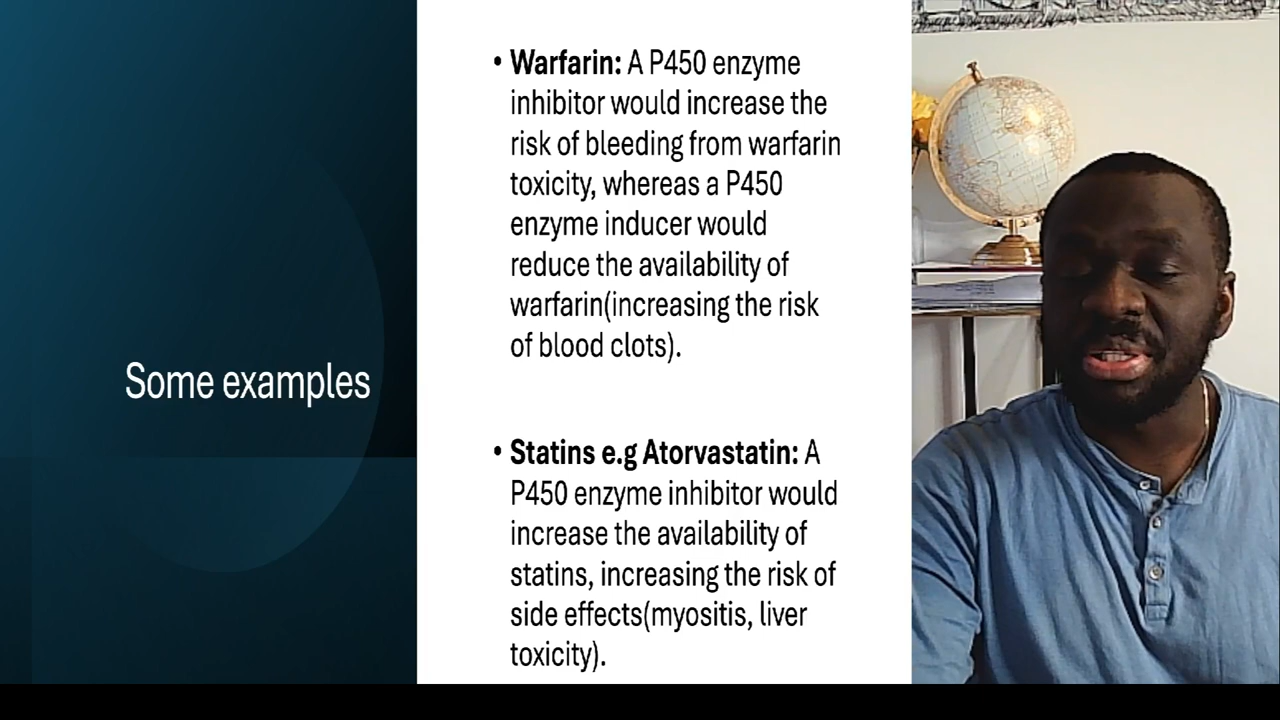 Some examples
• Warfarin: A P450 enzyme
inhibitor would increase the
risk of bleeding from warfarin
toxicity, whereas a P450
enzyme inducer would
reduce the availability of
warfarin(increasing the risk
of blood clots).
• Statins e.g Atorvastatin: A
P450 enzyme inhibitor would
increase the availability of
statins, increasing the risk of
side effects(myositis, liver
toxicity).